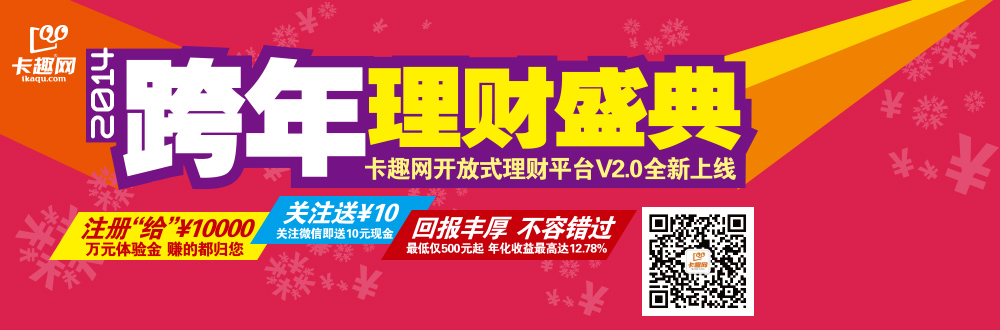 卡趣网
ikaqu.com
2014
跨年理财盛典
卡趣网开放式理财平台V2.0全新上线
注册“给”¥10000
万元体验金 赚的都归您
关注送¥10
关注微信即送10元现金
回报丰厚 不容错过
最低仅500元起 年化收益最高达12.78%
卡趣网